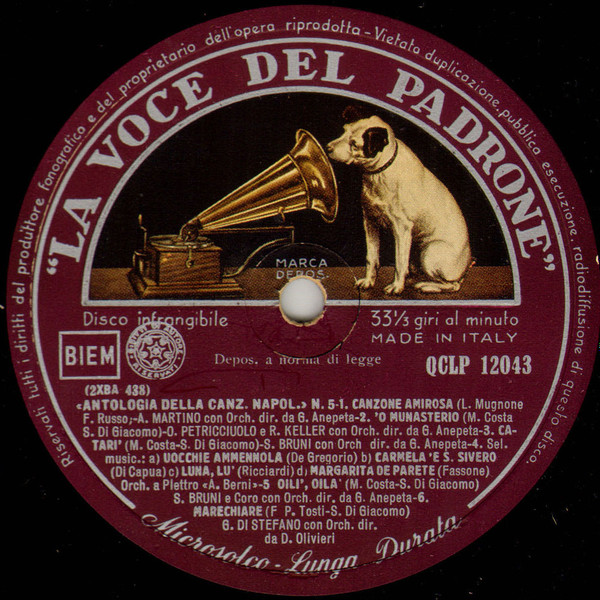 Riservati tutti i diritti del produttore fonografico e del proprietario dell'opera riprodotta - Vietata duplicazione, pubblica esecuzione, radiodiffusione di questo disco.
"LA VOCE DEL PADRONE"
MARCA
DEPOS.
Disco infrangibile
33⅓ giri al minuto
MADE IN ITALY
BIEM
Depos. a norma di legge
QCLP 12043
(2XBA 438)
«ANTOLOGIA DELLA CANZ. NAPOL.» N. 5-1. CANZONE AMIROSA (L. Mugnone
F. Russo,-A. MARTINO con Orch. dir. da G. Anepeta-2. 'O MUNASTERIO (M. Costa
S. Di Giacomo)-O. PETRICCIUOLO e R. KELLER con Orch. dir. da G. Anepeta-3. CA-
TARI' (M. Costa-S. Di Giacomo)-S. BRUNI con Orch dir. da G. Anepeta-4. Sel.
music.: a) UOCCHIE AMMENNOLA (De Gregorio) b) CARMELA 'E S. SIVERO
(Di Capua) c) LUNA, LU' (Ricciardi) d) MARGARITA DE PARETE (Fassone)
Orch. a Plettro «A. Berni»-5 OILI', OILA' (M. Costa-S. Di Giacomo)
S. BRUNI e Coro con Orch. dir. da G. Anepeta-6.
MARECHIARE (F P. Tosti-S. Di Giacomo)
G. DI STEFANO con Orch. dir.
da D. Olivieri
Microsolco - Lunga Durata